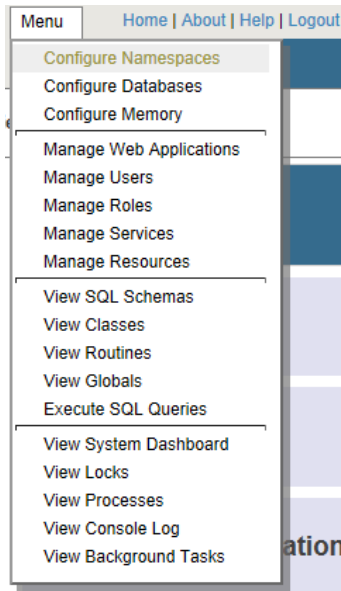 Menu Home | About | Help | Logout
Configure Namespaces
Configure Databases
Configure Memory
Manage Web Applications
Manage Users
Manage Roles
Manage Services
Manage Resources
View SQL Schemas
View Classes
View Routines
View Globals
Execute SQL Queries
View System Dashboard
View Locks
View Processes
View Console Log
View Background Tasks
ation